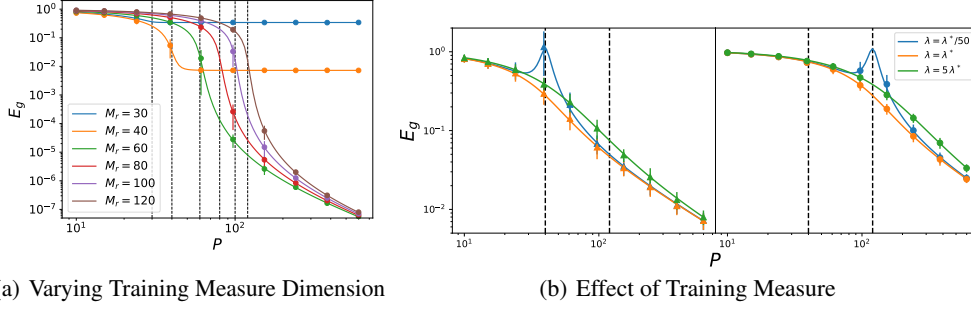 10^0
10^{-1}
10^{-2}
10^{-3}
10^{-4}
10^{-5}
10^{-6}
10^{-7}
E_g
M_r = 30
M_r = 40
M_r = 60
M_r = 80
M_r = 100
M_r = 120
10^1
10^2
P
10^0
10^{-1}
10^{-2}
E_g
λ = λ*/50
λ = λ*
λ = 5λ*
10^1
10^2
10^1
10^2
P
a) Varying Training Measure Dimension
(b) Effect of Training Measure